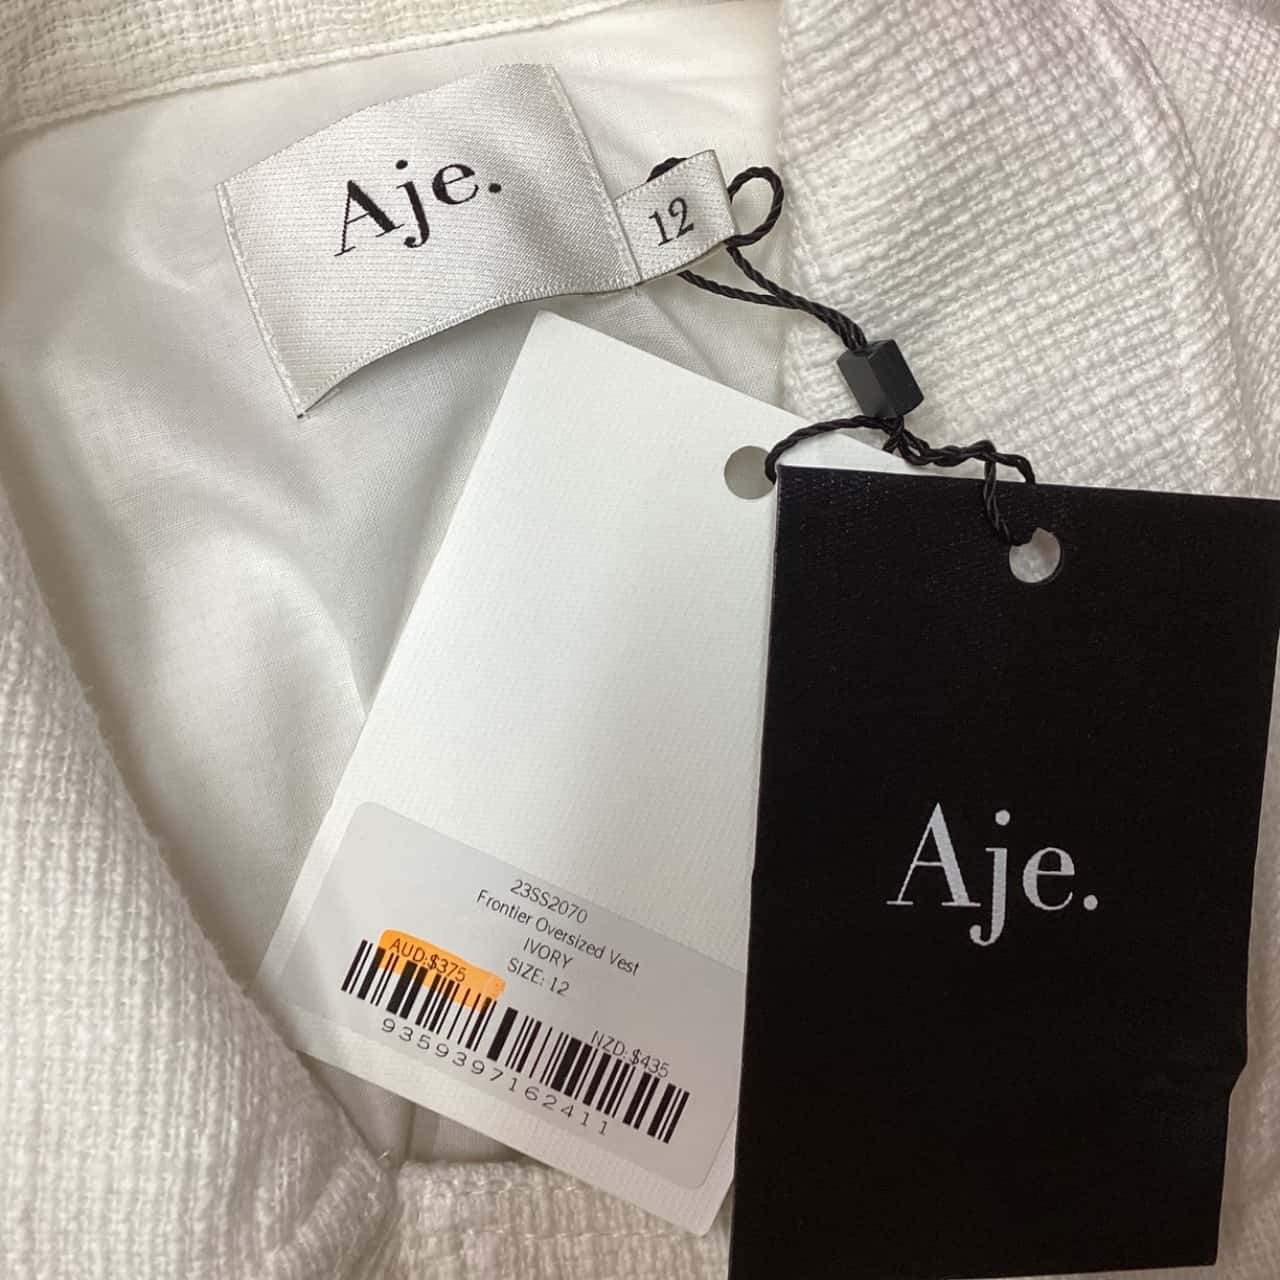 Aje.
12
23SS2070
Frontier Oversized Vest
IVORY
SIZE: 12
AUD:$375
NZD:$435
9359397162411
Aje.